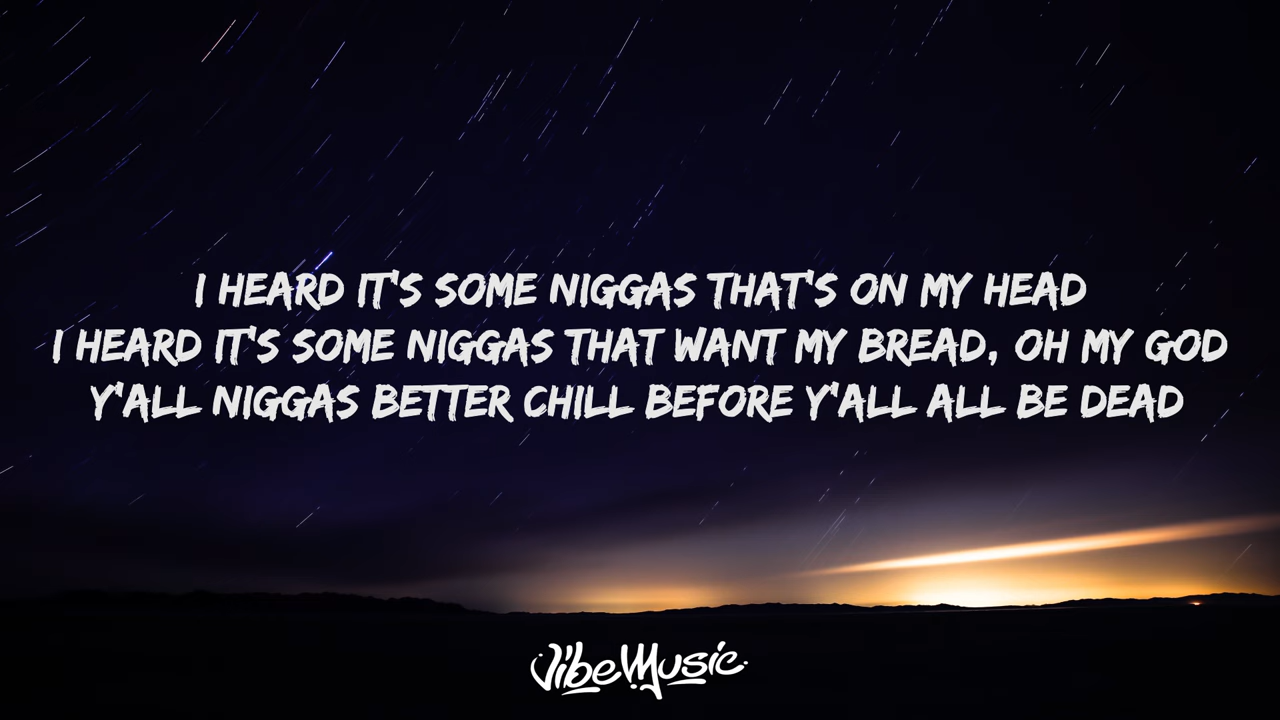 I HEARD IT'S SOME NIGGAS THAT'S ON MY HEAD
I HEARD IT'S SOME NIGGAS THAT WANT MY BREAD, OH MY GOD
Y'ALL NIGGAS BETTER CHILL BEFORE Y'ALL ALL BE DEAD
VibeMusic